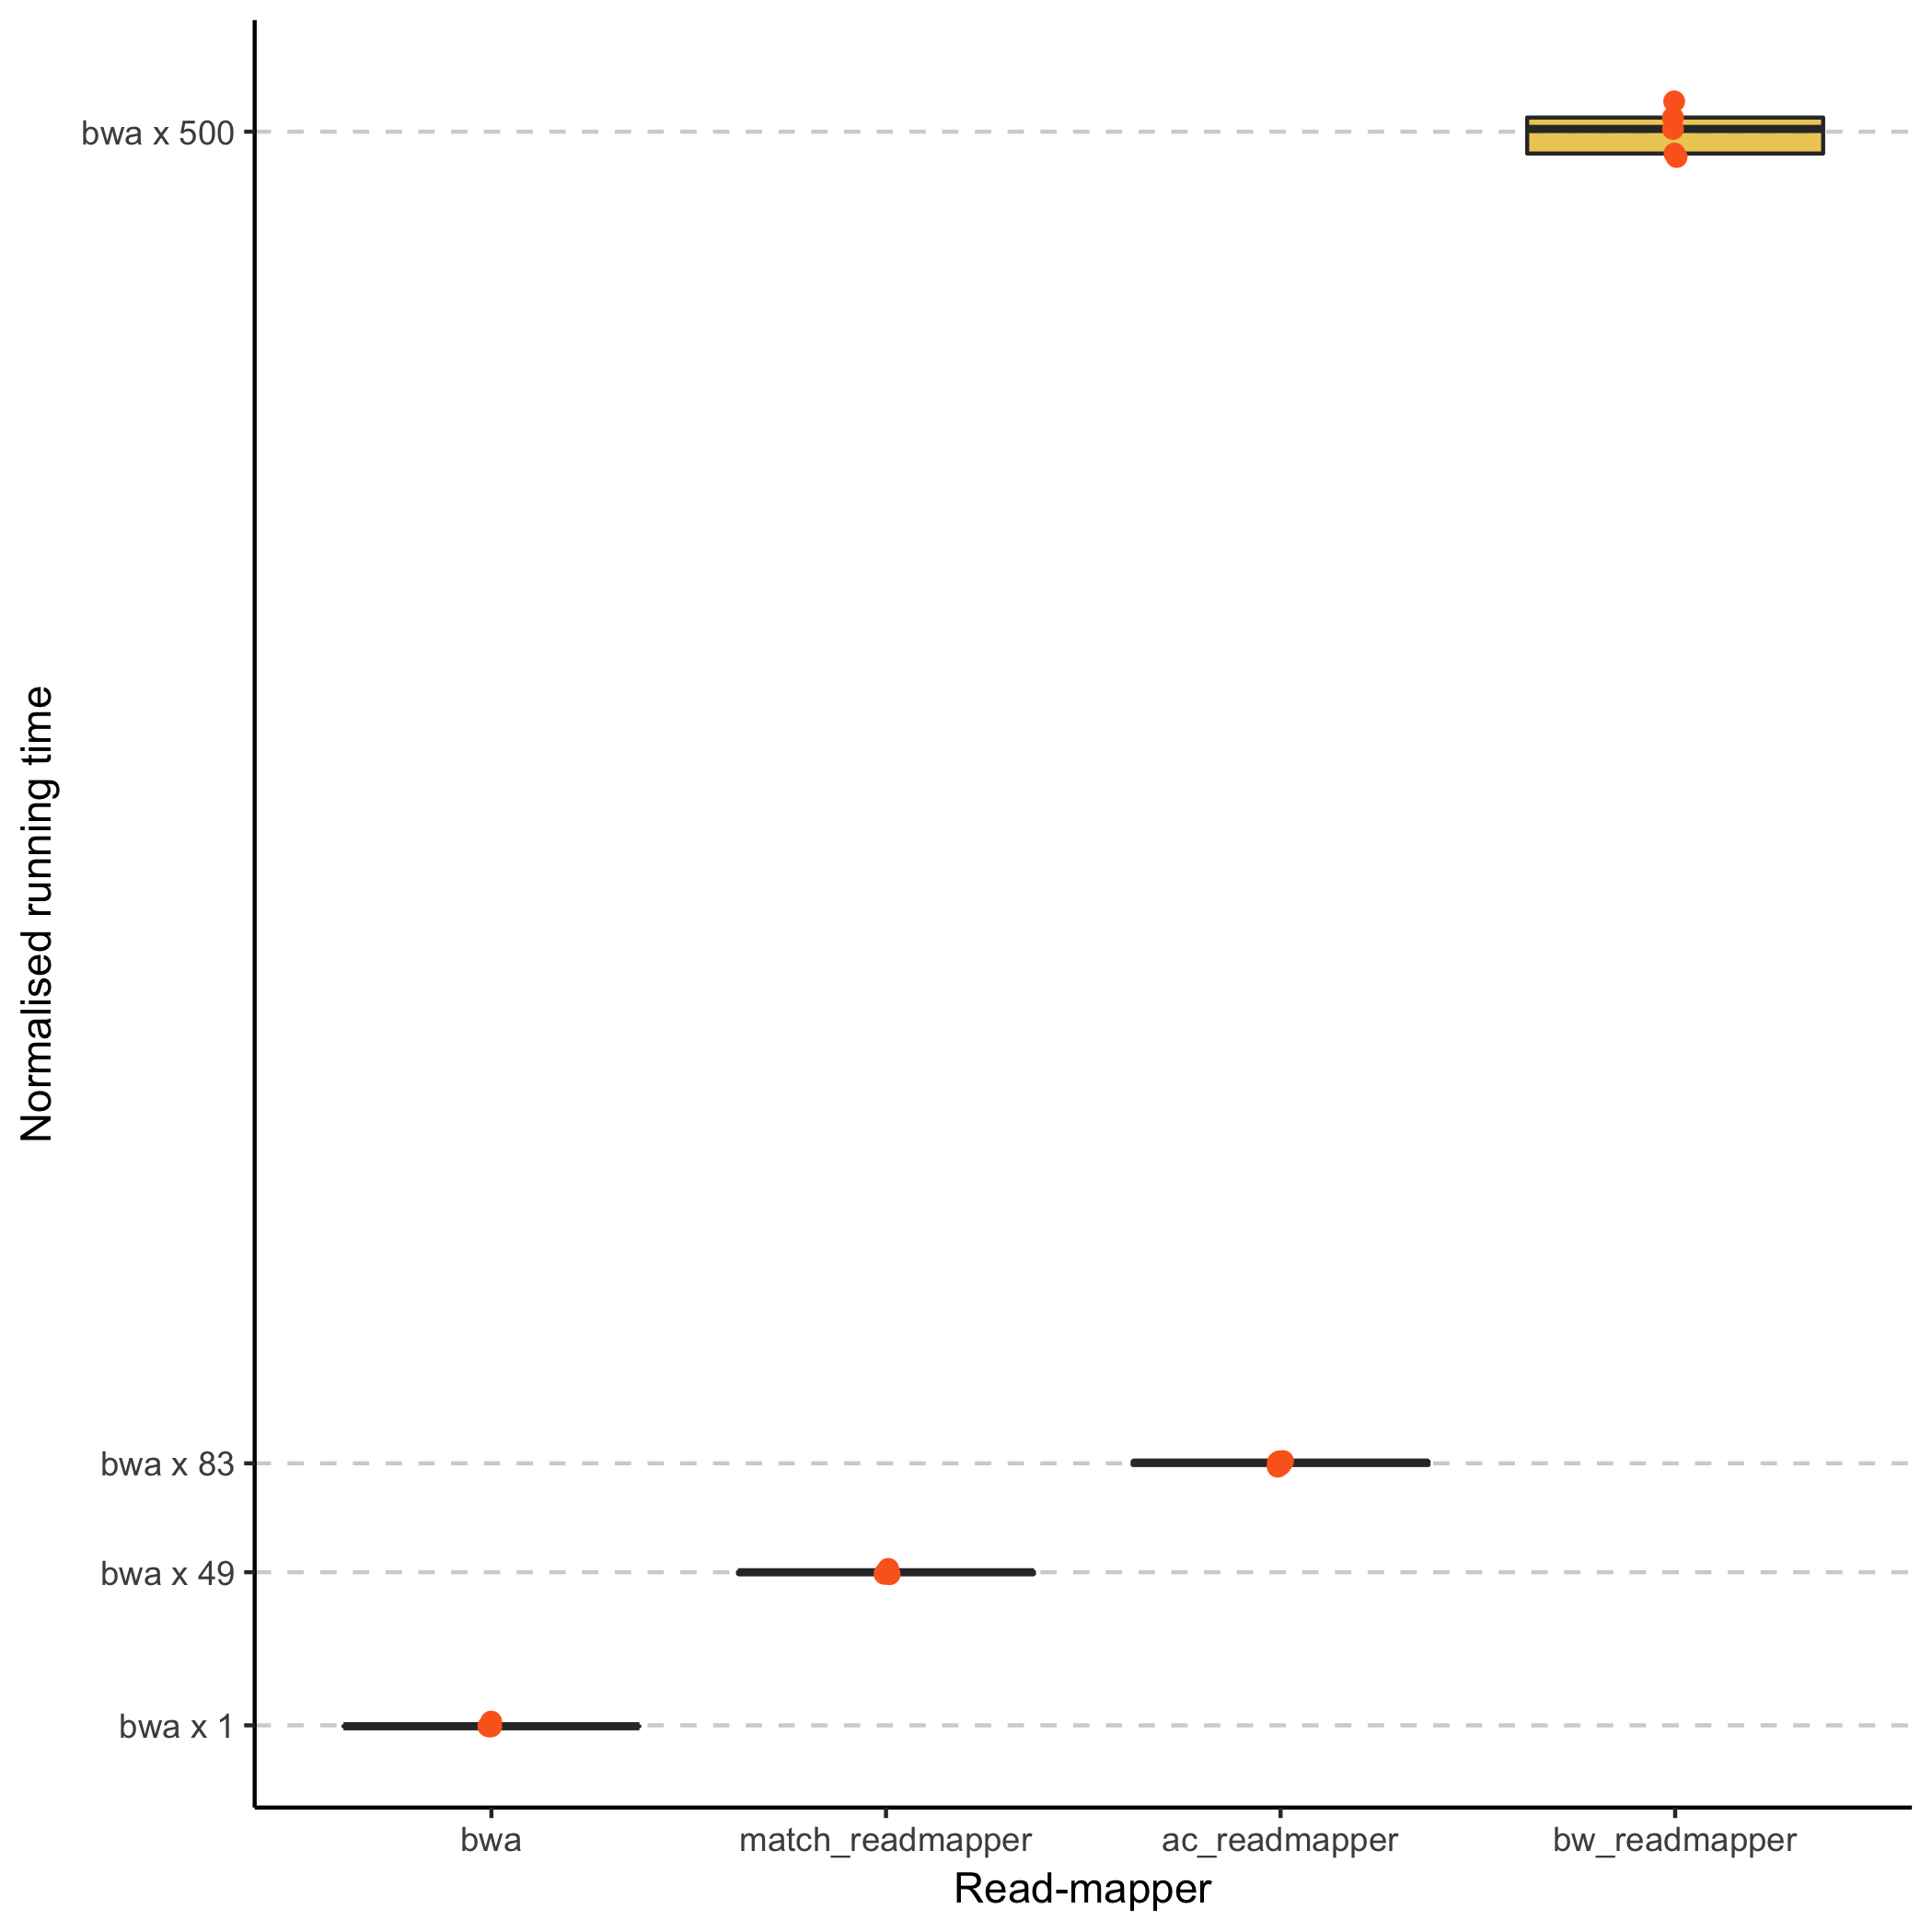 Normalised running time
bwa x 500
bwa x 83
bwa x 49
bwa x 1
bwa
match_readmapper
ac_readmapper
bw_readmapper
Read-mapper